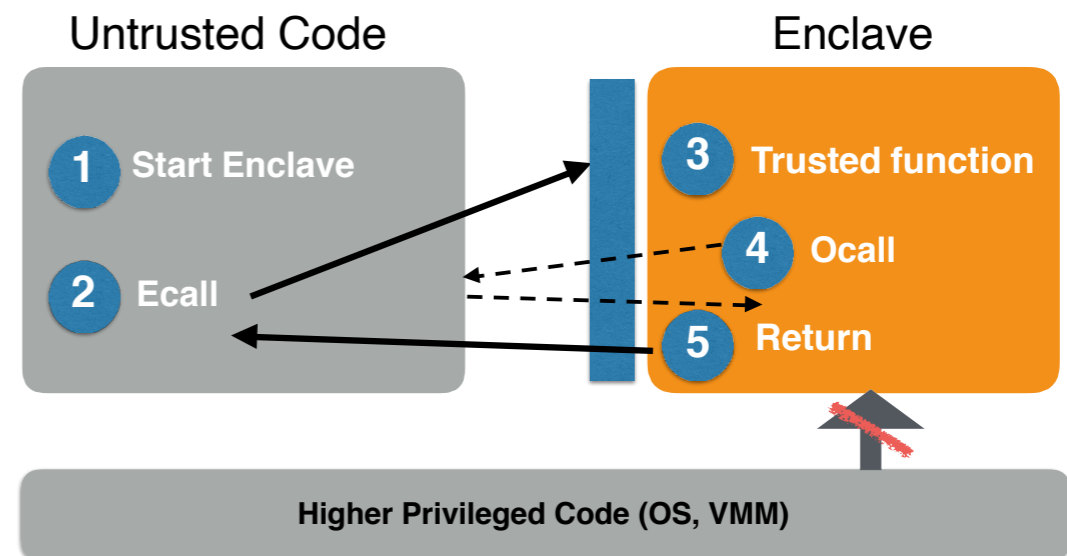 Untrusted Code
Enclave
1 Start Enclave
2 Ecall
3 Trusted function
4 Ocall
5 Return
Higher Privileged Code (OS, VMM)